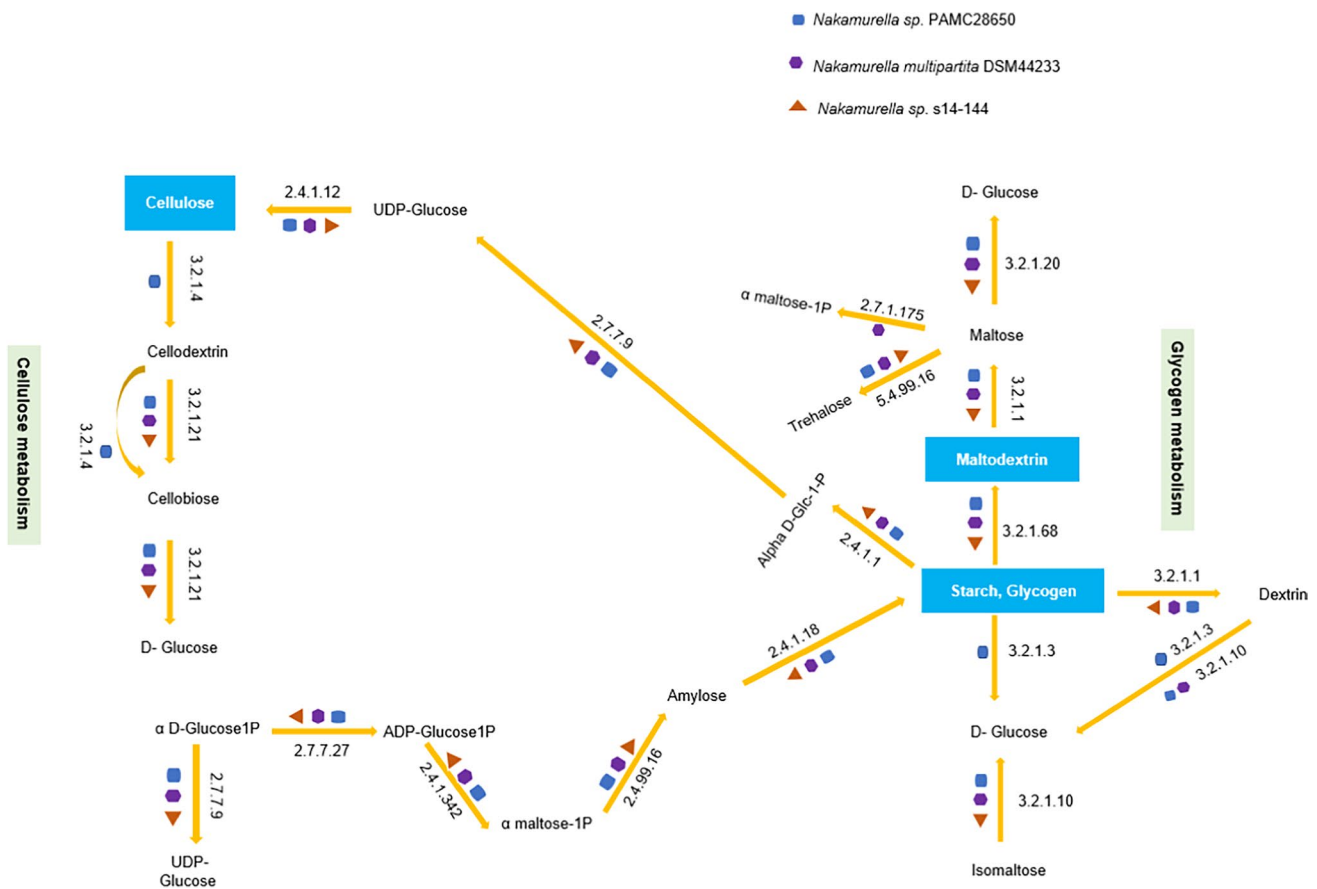 Nakamurella sp. PAMC28650
Nakamurella multipartita DSM44233
Nakamurella sp. s14-144
Cellulose
2.4.1.12
UDP-Glucose
3.2.1.4
Cellodextrin
3.2.1.21
3.2.1.4
Cellobiose
3.2.1.21
D- Glucose
Cellulose metabolism
2.7.7.9
D- Glucose
3.2.1.20
α maltose-1P
2.7.1.175
Maltose
Trehalose
5.4.99.16
3.2.1.1
Maltodextrin
Glycogen metabolism
Alpha D-Glc-1-P
2.4.1.1
3.2.1.68
Starch, Glycogen
3.2.1.1
Dextrin
3.2.1.3
3.2.1.3
3.2.1.10
D- Glucose
3.2.1.10
Isomaltose
2.4.1.18
Amylose
α D-Glucose1P
2.7.7.27
ADP-Glucose1P
2.4.1.342
α maltose-1P
2.4.99.16
2.7.7.9
UDP-
Glucose